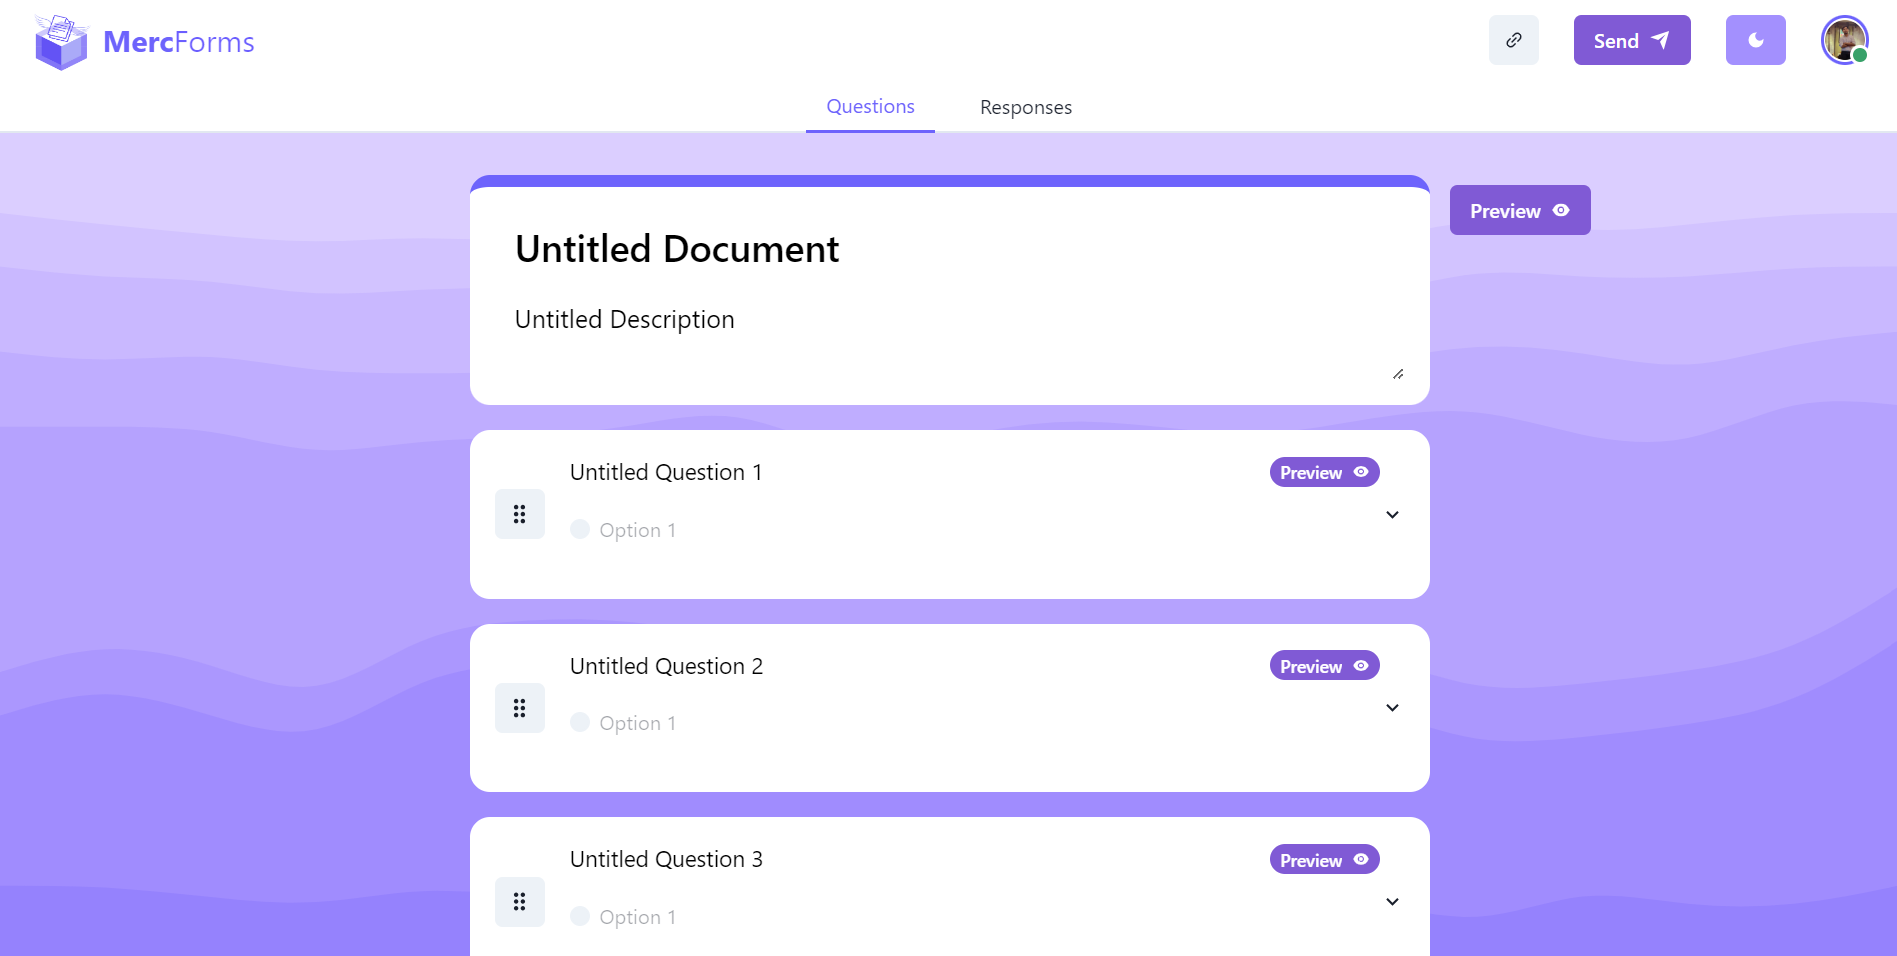 MercForms
Send
Questions
Responses
Preview
Untitled Document
Untitled Description
Untitled Question 1
Preview
Option 1
Untitled Question 2
Preview
Option 1
Untitled Question 3
Preview
Option 1